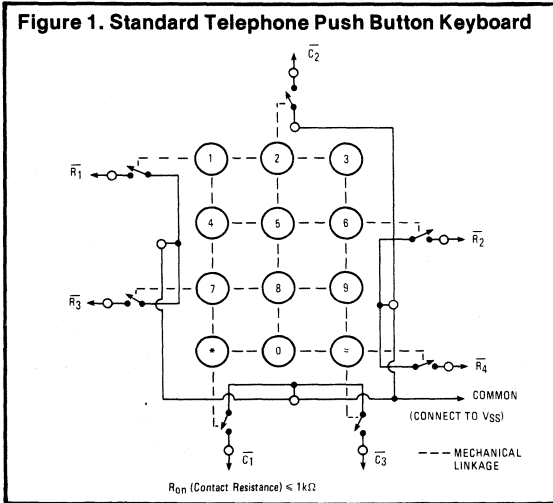 Figure 1. Standard Telephone Push Button Keyboard
C2
1 2 3
R1
4 5 6
R2
7 8 9
R3
* 0 =
R4
COMMON
(CONNECT TO VSS)
C1 C3
MECHANICAL
LINKAGE
Ron (Contact Resistance) ⩽ 1kΩ